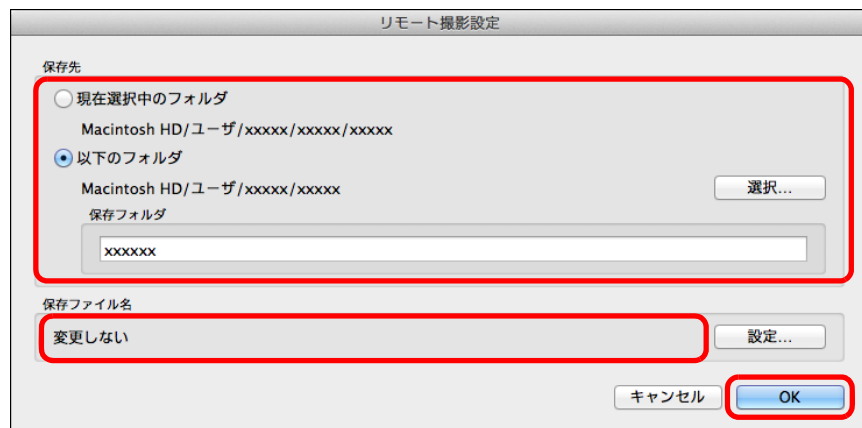 リモート撮影設定
保存先
現在選択中のフォルダ
Macintosh HD/ユーザ/xxxxx/xxxxx/xxxxx
以下のフォルダ
Macintosh HD/ユーザ/xxxxx/xxxxx
選択...
保存フォルダ
xxxxxx
保存ファイル名
変更しない
設定...
キャンセル
OK